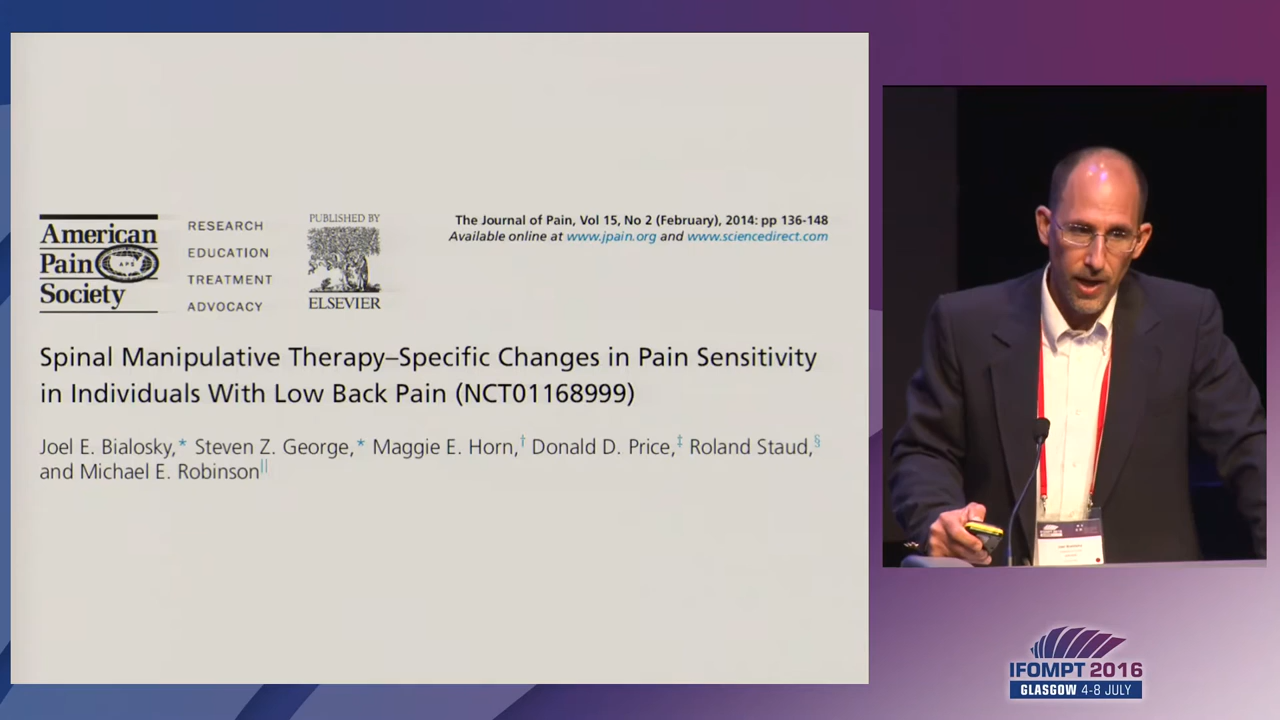 American
Pain
Society
APS
RESEARCH
EDUCATION
TREATMENT
ADVOCACY
PUBLISHED BY
ELSEVIER
The Journal of Pain, Vol 15, No 2 (February), 2014: pp 136-148
Available online at www.jpain.org and www.sciencedirect.com
Spinal Manipulative Therapy–Specific Changes in Pain Sensitivity
in Individuals With Low Back Pain (NCT01168999)
Joel E. Bialosky,* Steven Z. George,* Maggie E. Horn,† Donald D. Price,‡ Roland Staud,§
and Michael E. Robinson||
IFOMPT 2016
GLASGOW 4-8 JULY